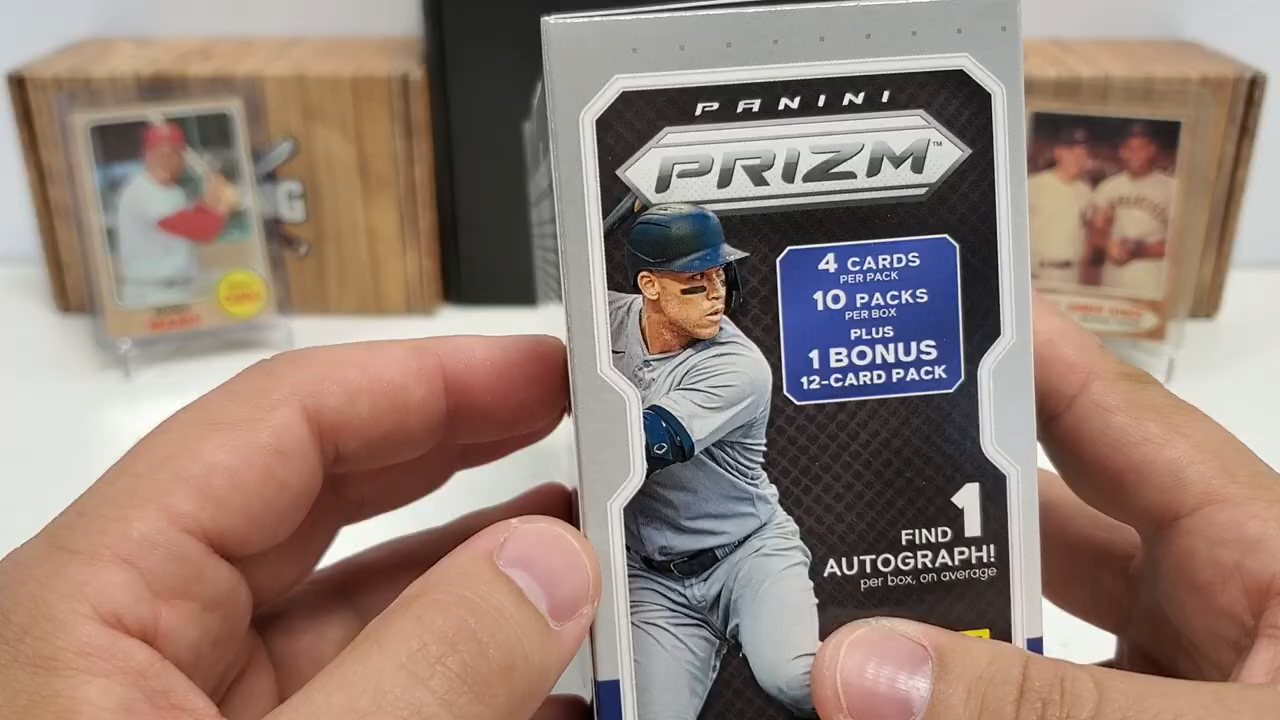 PANINI
PRIZM™
4 CARDS
PER PACK
10 PACKS
PER BOX
PLUS
1 BONUS
12-CARD PACK
FIND 1
AUTOGRAPH!
per box, on average
G